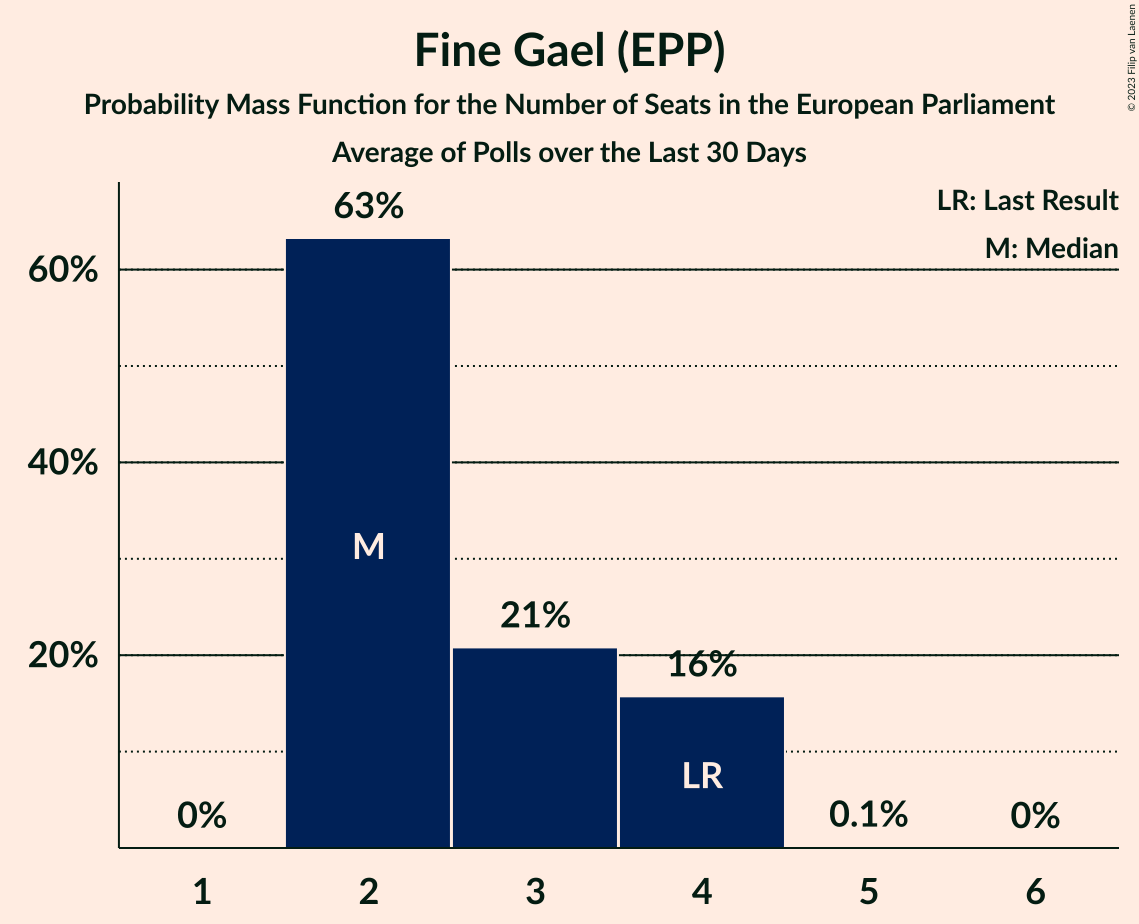 Fine Gael (EPP)
Probability Mass Function for the Number of Seats in the European Parliament
Average of Polls over the Last 30 Days
© 2023 Filip van Laenen
LR: Last Result
M: Median
63%
60%
40%
M
21%
20%
16%
LR
0%
0.1%
0%
1 2 3 4 5 6